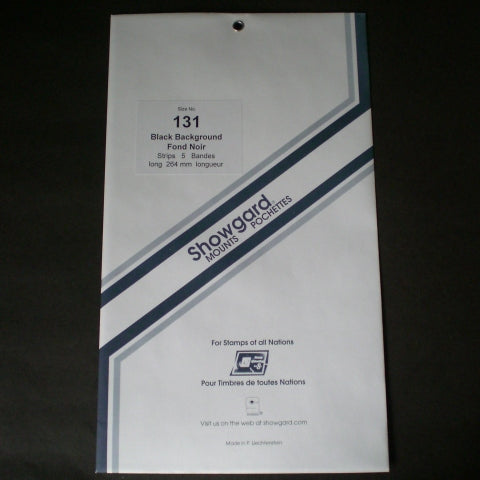 Size No.
131
Black Background
Fond Noir
Strips 5 Bandes
long 264 mm longueur
Showgard®
MOUNTS POCHETTES
For Stamps of all Nations
Pour Timbres de toutes Nations
Visit us on the web at showgard.com
Made in P. Liechtenstein